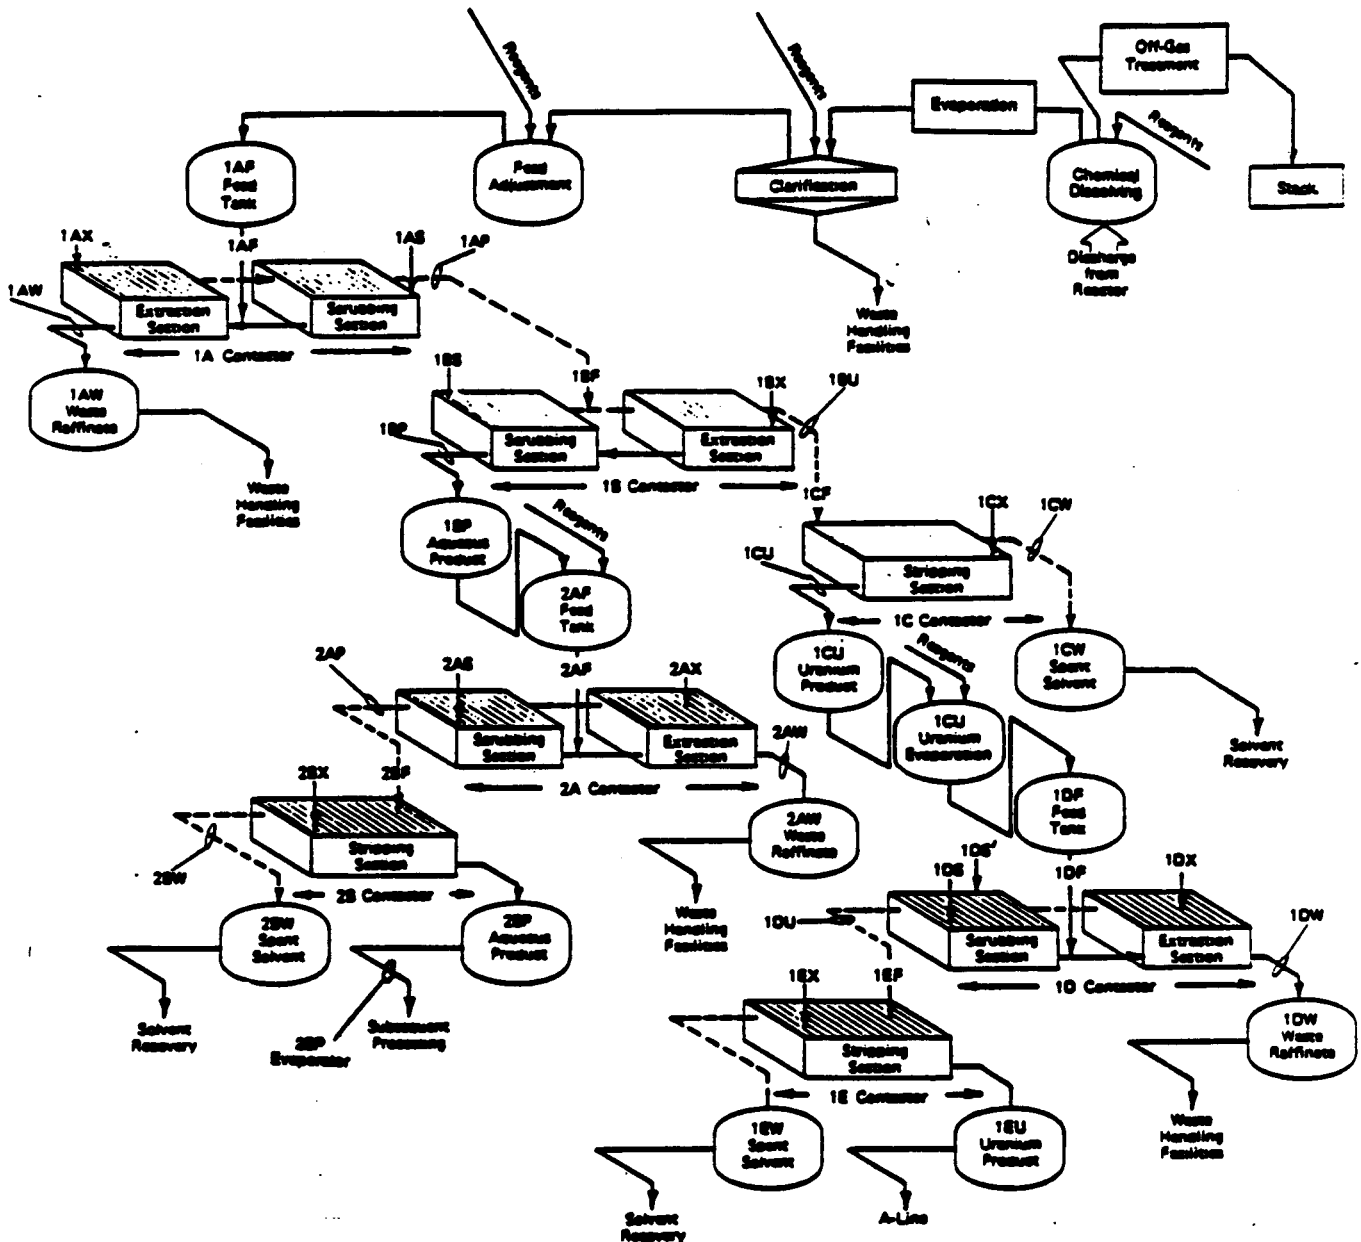 Off-Gas
Treatment
Reagents
Reagents
Evaporation
Reagents
1AF
Feed
Tank
Feed
Adjustment
Clarification
Chemical
Dissolving
Stack
1AX
1AF
1AS
1AP
Discharge
from
Reactor
1AW
Extraction
Section
Scrubbing
Section
1A Contactor
Waste
Handling
Facilities
1BS
1BF
1BX
1BU
1AW
Waste
Raffinate
1BP
Scrubbing
Section
Extraction
Section
1B Contactor
Waste
Handling
Facilities
1CF
1CX
1CW
Reagents
1BP
Aqueous
Product
1CU
Stripping
Section
2AF
Feed
Tank
1C Contactor
2AP
2AS
2AF
2AX
1CU
Uranium
Product
Reagents
1CW
Spent
Solvent
1CU
Uranium
Evaporation
Scrubbing
Section
Extraction
Section
2AW
Solvent
Recovery
2BX
2BF
2A Contactor
1DF
Feed
Tank
2AW
Waste
Raffinate
2BW
Stripping
Section
2B Contactor
1DS
1DS'
1DF
1DX
2BW
Spent
Solvent
2BP
Aqueous
Product
Waste
Handling
Facilities
1DU
Scrubbing
Section
Extraction
Section
1DW
1EX
1EF
1D Contactor
Solvent
Recovery
2BP
Evaporator
Subsequent
Processing
Stripping
Section
1DW
Waste
Raffinate
1E Contactor
1EW
Spent
Solvent
1EU
Uranium
Product
Waste
Handling
Facilities
Solvent
Recovery
A-Line